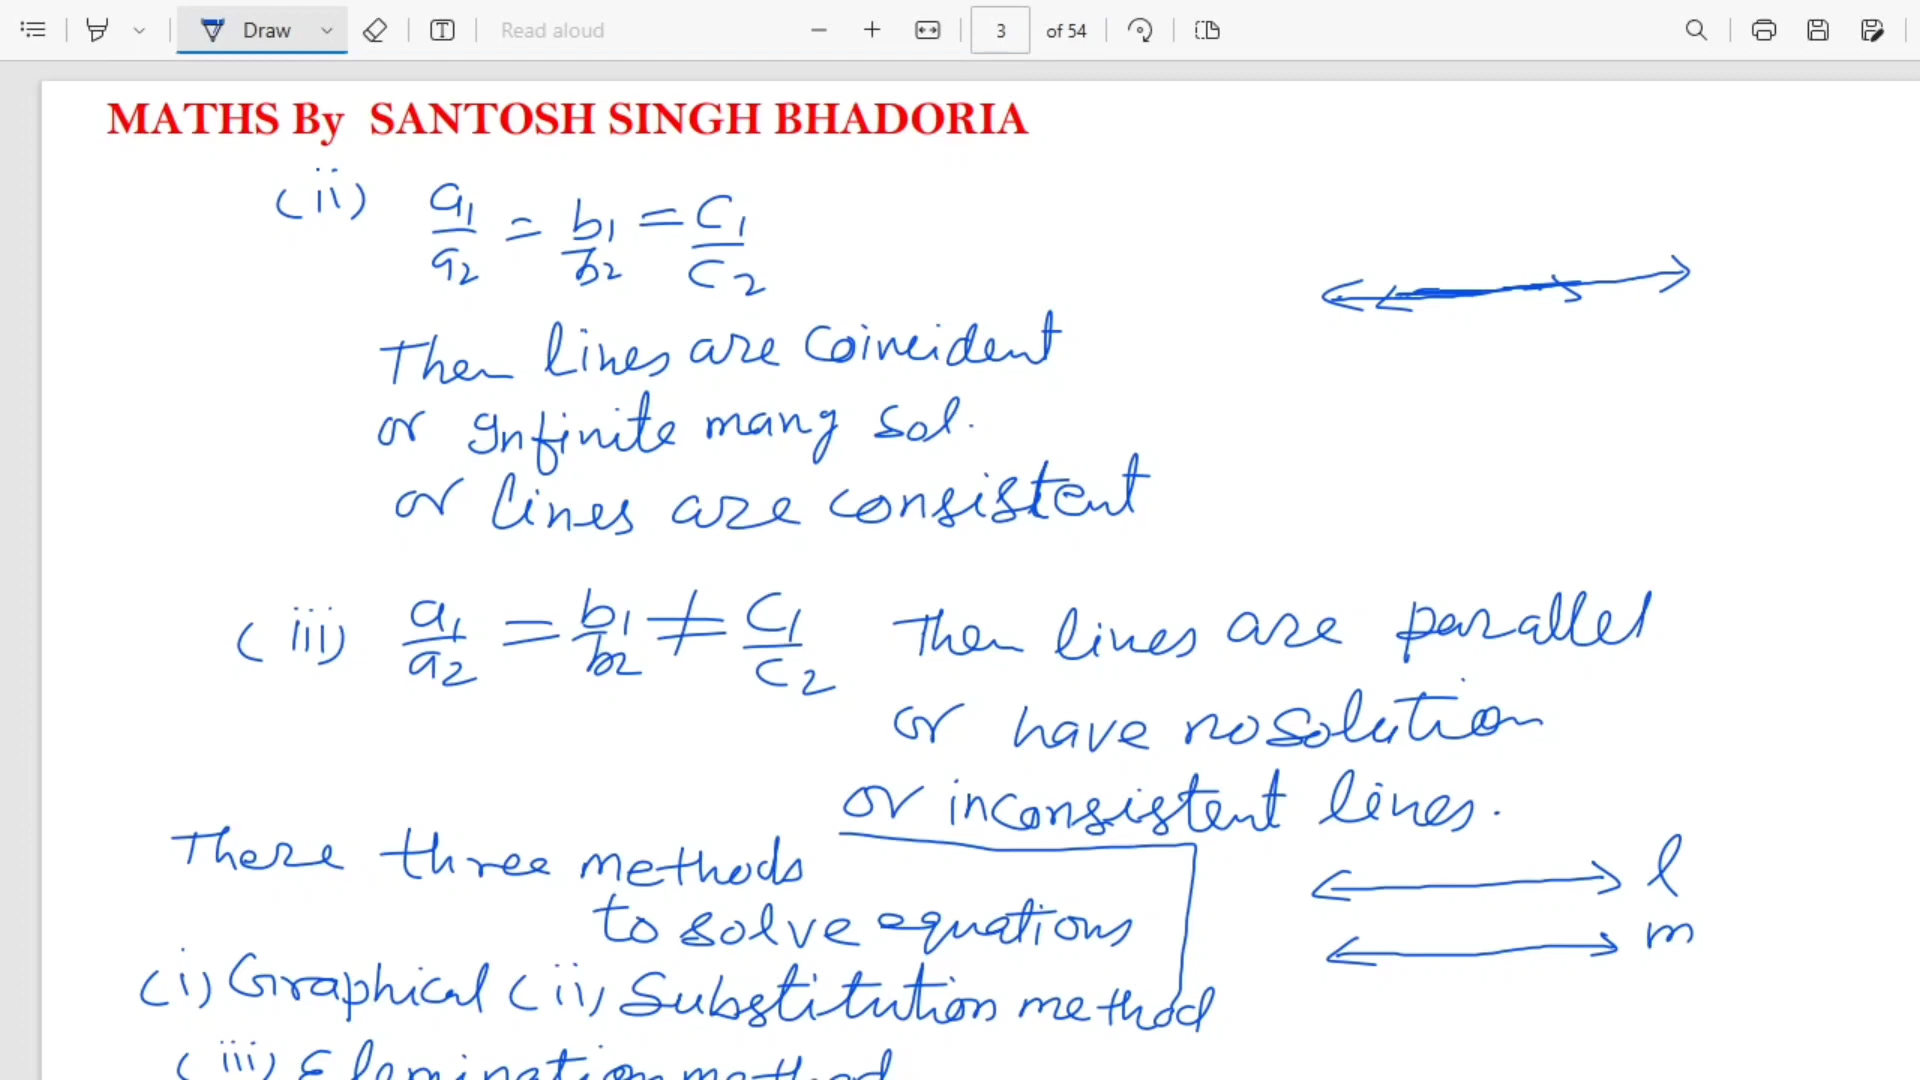 Draw Read aloud 3 of 54
MATHS By SANTOSH SINGH BHADORIA
(ii) a1/a2 = b1/b2 = C1/C2
Then lines are Coincident
or Infinite many sol.
or lines are consistent
(iii) a1/a2 = b1/b2 ≠ C1/C2 Then lines are parallel
or have no solution
or inconsistent lines.
There three methods
to solve equations
l
m
(i) Graphical (ii) Substitution method
(iii) Elemination method